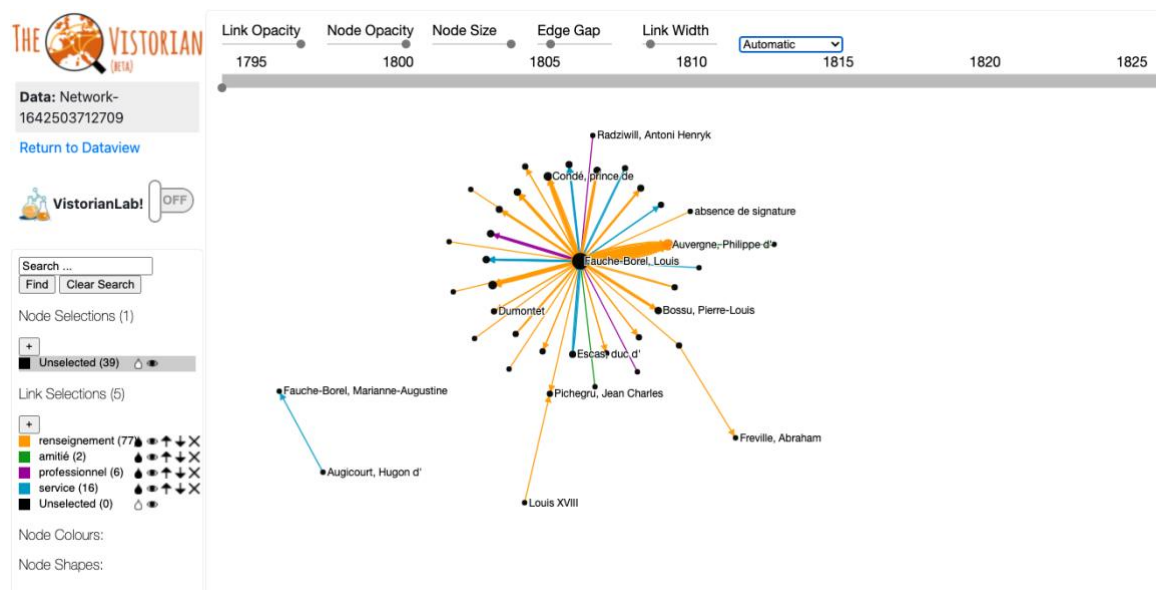 THE VISTORIAN
(BETA)
Data: Network-
1642503712709
Return to Dataview
VistorianLab! OFF
Search ...
Find Clear Search
Node Selections (1)
+
Unselected (39)
Link Selections (5)
+
renseignement (77)
amitié (2)
professionnel (6)
service (16)
Unselected (0)
Node Colours:
Node Shapes:
Link Opacity Node Opacity Node Size Edge Gap Link Width Automatic
1795 1800 1805 1810 1815 1820 1825
Radziwill, Antoni Henryk
Condé, prince de
absence de signature
Auvergne, Philippe d'
Fauche-Borel, Louis
Dumontet
Bossu, Pierre-Louis
Escas, duc d'
Fauche-Borel, Marianne-Augustine
Pichegru, Jean Charles
Freville, Abraham
Augicourt, Hugon d'
Louis XVIII